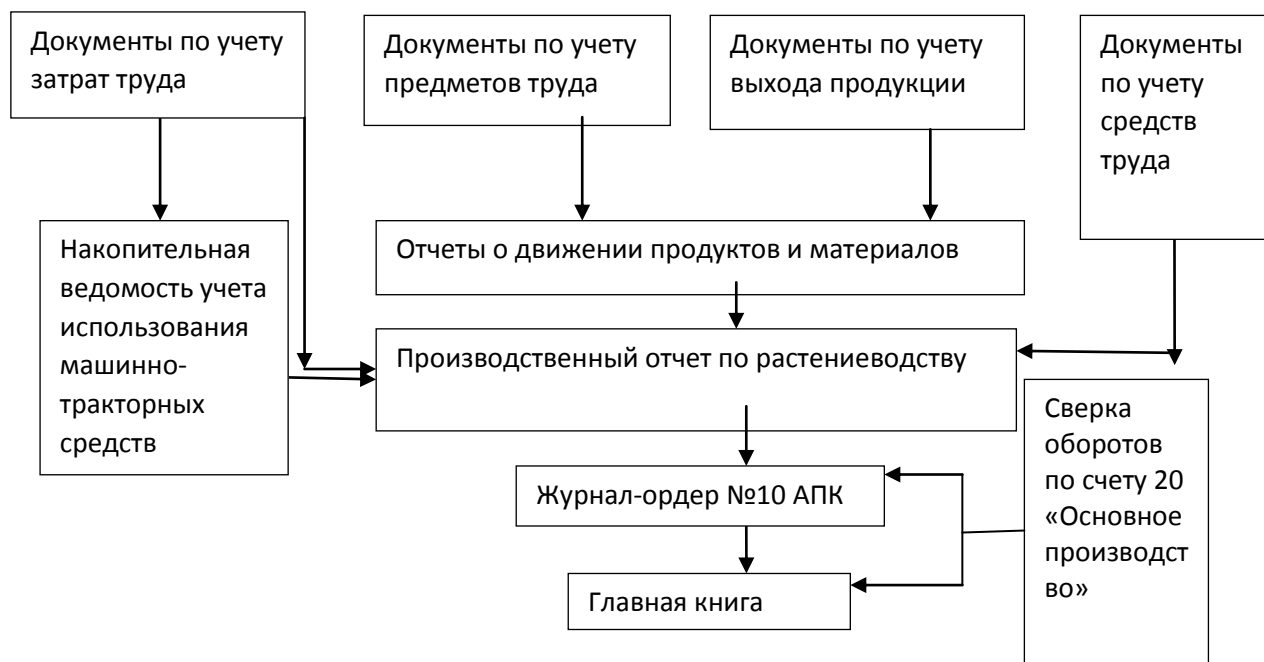 Документы по учету
затрат труда
Документы по учету
предметов труда
Документы по учету
выхода продукции
Документы
по учету
средств
труда
Накопительная
ведомость учета
использования
машинно-
тракторных
средств
Отчеты о движении продуктов и материалов
Производственный отчет по растениеводству
Журнал-ордер №10 АПК
Главная книга
Сверка
оборотов
по счету 20
«Основное
производст
во»